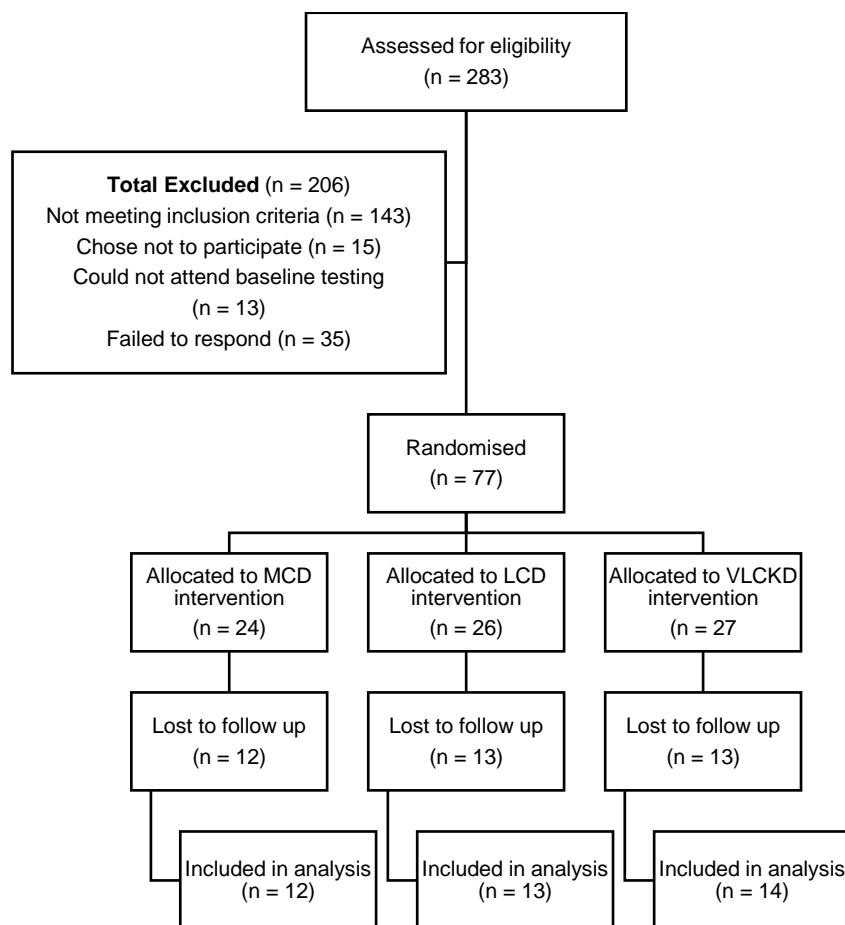 Assessed for eligibility
(n = 283)
Total Excluded (n = 206)
Not meeting inclusion criteria (n = 143)
Chose not to participate (n = 15)
Could not attend baseline testing
(n = 13)
Failed to respond (n = 35)
Randomised
(n = 77)
Allocated to MCD
intervention
(n = 24)
Allocated to LCD
intervention
(n = 26)
Allocated to VLCKD
intervention
(n = 27
Lost to follow up
(n = 12)
Lost to follow up
(n = 13)
Lost to follow up
(n = 13)
Included in analysis
(n = 12)
Included in analysis
(n = 13)
Included in analysis
(n = 14)